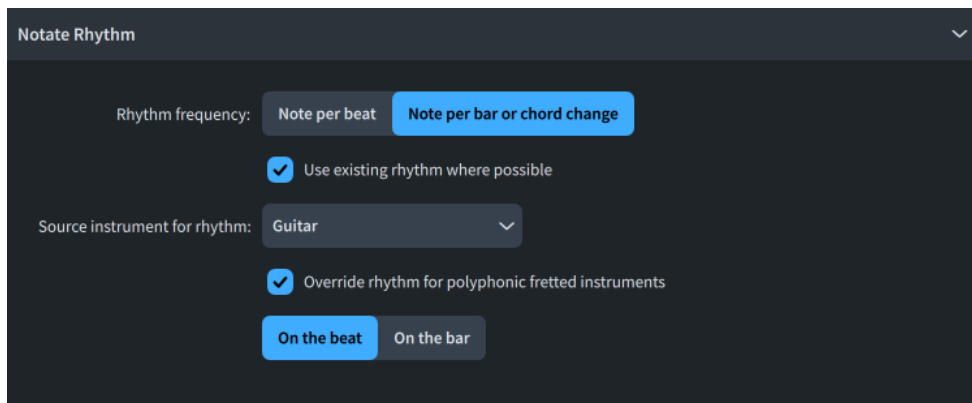 Notate Rhythm
Rhythm frequency: Note per beat Note per bar or chord change
Use existing rhythm where possible
Source instrument for rhythm: Guitar
Override rhythm for polyphonic fretted instruments
On the beat On the bar